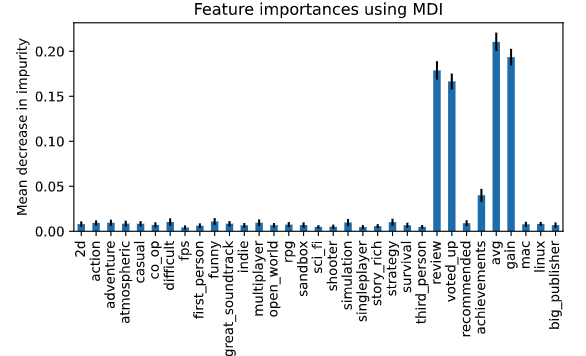 Feature importances using MDI
Mean decrease in impurity
0.20
0.15
0.10
0.05
0.00
2d
action
adventure
atmospheric
casual
co_op
difficult
fps
first_person
funny
great_soundtrack
indie
multiplayer
open_world
rpg
sandbox
sci_fi
shooter
simulation
singleplayer
story_rich
strategy
survival
third_person
review
voted_up
recommended
achievements
avg
gain
mac
linux
big_publisher